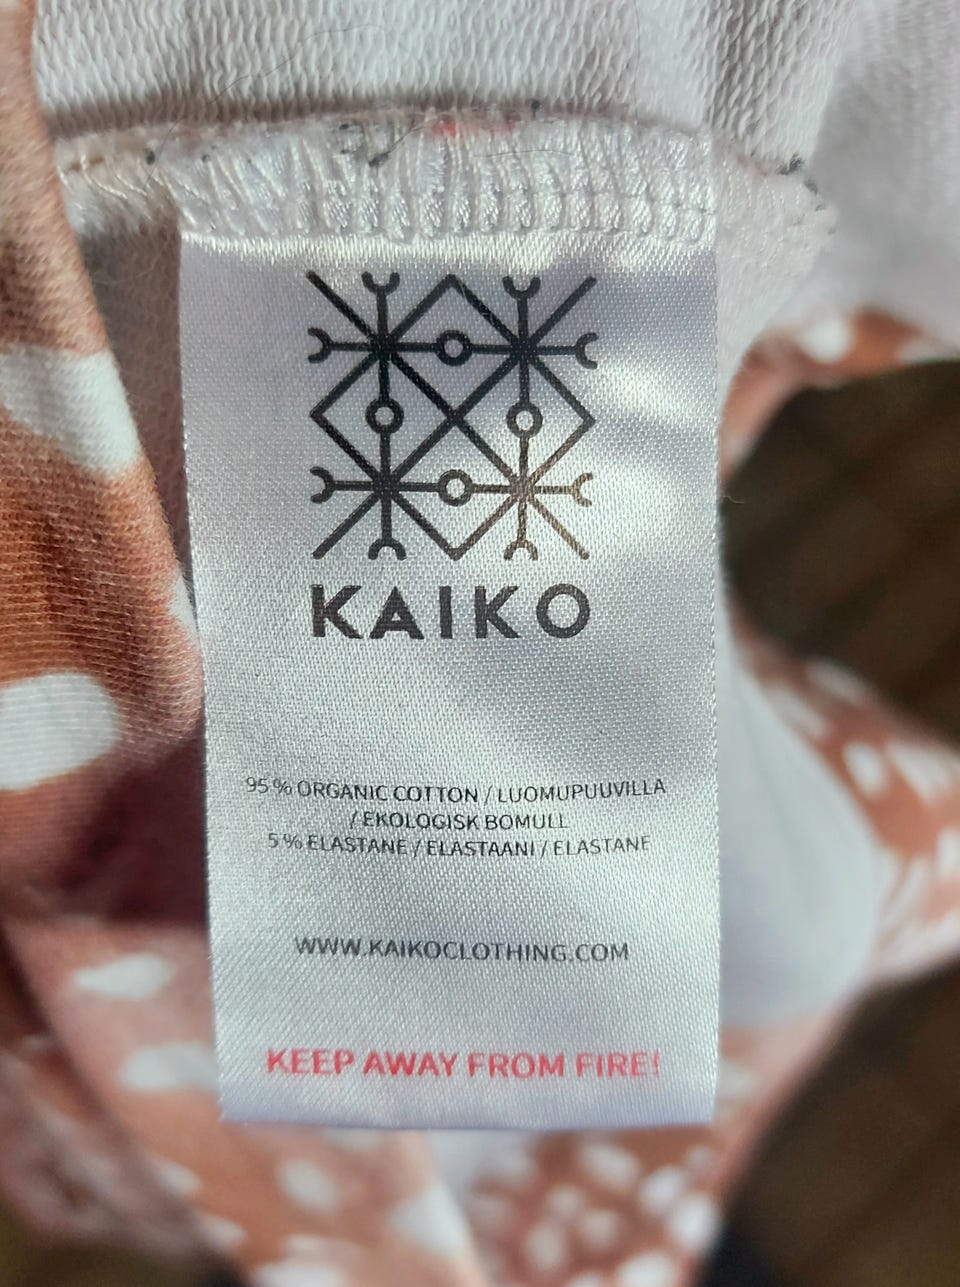 KAIKO
95 % ORGANIC COTTON / LUOMUPUUVILLA
/ EKOLOGISK BOMULL
5 % ELASTANE / ELASTAANI / ELASTANE
WWW.KAIKOCLOTHING.COM
KEEP AWAY FROM FIRE!